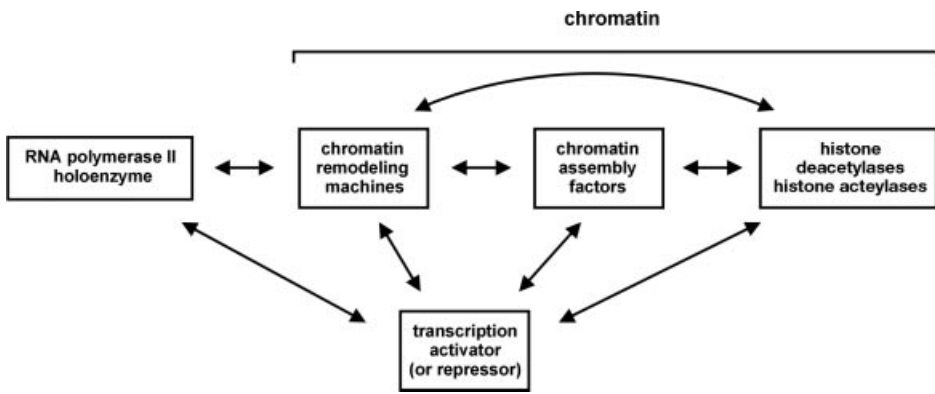 chromatin
RNA polymerase II
holoenzyme
chromatin
remodeling
machines
chromatin
assembly
factors
histone
deacetylases
histone acteylases
transcription
activator
(or repressor)